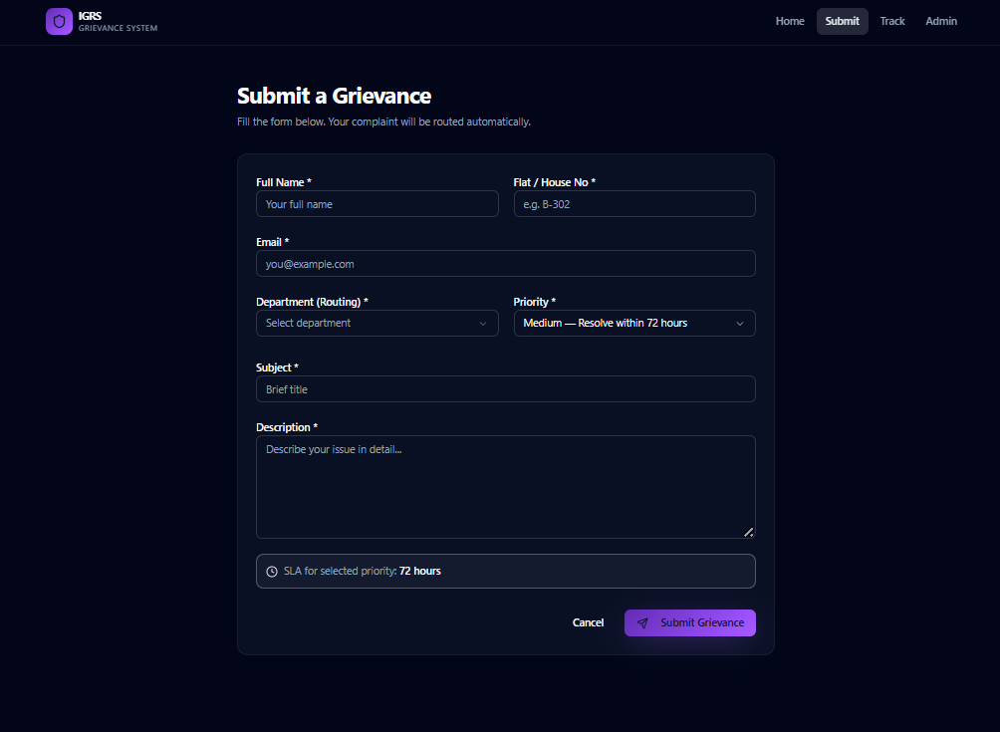 IGRS
GRIEVANCE SYSTEM
Home Submit Track Admin
Submit a Grievance
Fill the form below. Your complaint will be routed automatically.
Full Name * Flat / House No *
Your full name e.g. B-302
Email *
you@example.com
Department (Routing) * Priority *
Select department Medium — Resolve within 72 hours
Subject *
Brief title
Description *
Describe your issue in detail...
SLA for selected priority: 72 hours
Cancel Submit Grievance